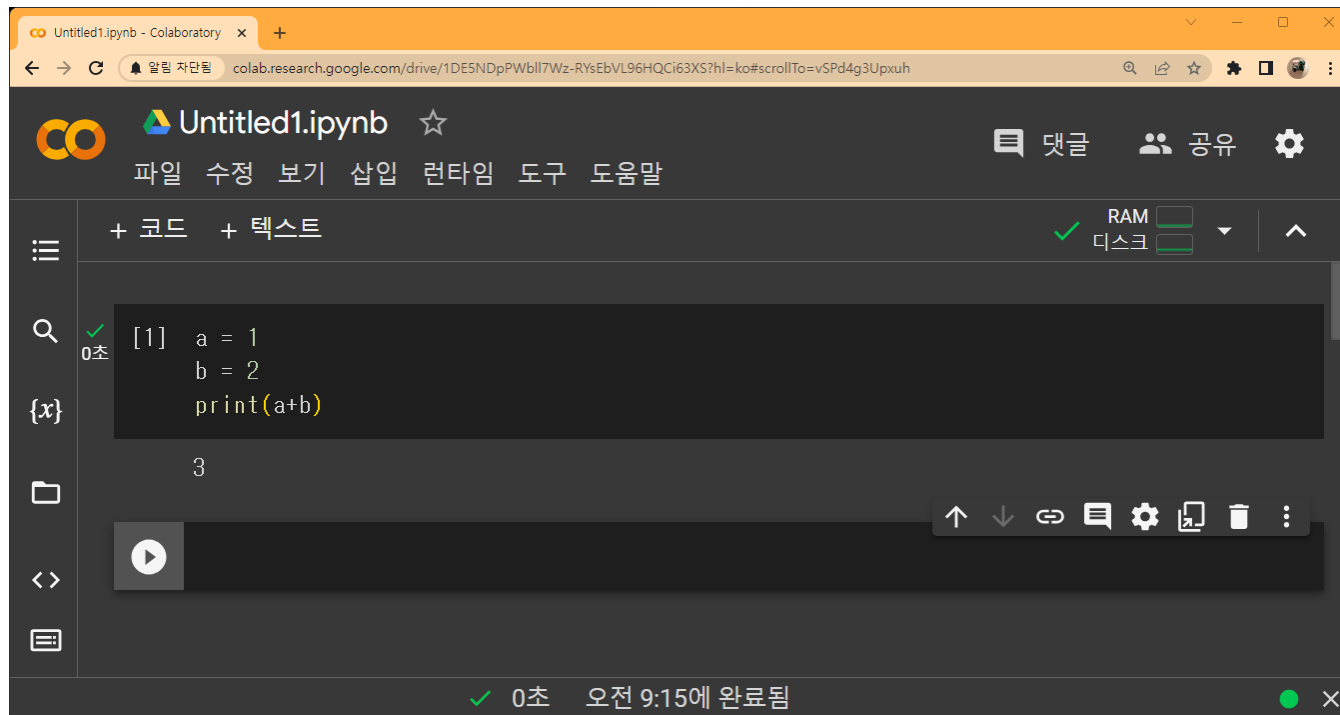 Untitled1.ipynb - Colaboratory
알림 차단됨 colab.research.google.com/drive/1DE5NDpPWbll7Wz-RYsEbVL96HQCi63XS?hl=ko#scrollTo=vSPd4g3Upxuh
Untitled1.ipynb
댓글 공유
파일 수정 보기 삽입 런타임 도구 도움말
+ 코드 + 텍스트
RAM
디스크
[1] a = 1
0초
b = 2
{x}
print(a+b)
3
0초 오전 9:15에 완료됨